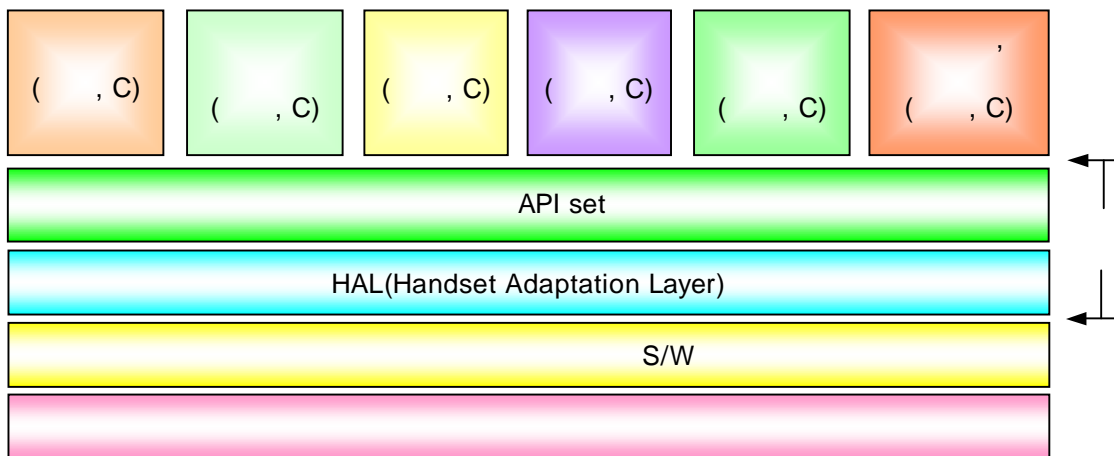 ( , C)
( , C)
( , C)
( , C)
( , C)
,
( , C)
API set
HAL(Handset Adaptation Layer)
S/W